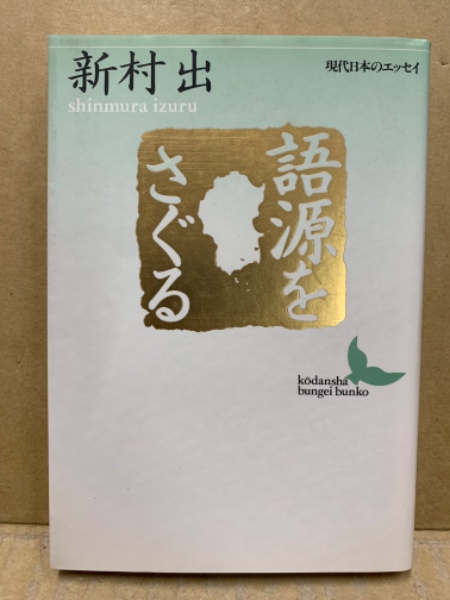 新村出
shinmura izuru
現代日本のエッセイ
語源を
さぐる
kōdansha
bungei bunko